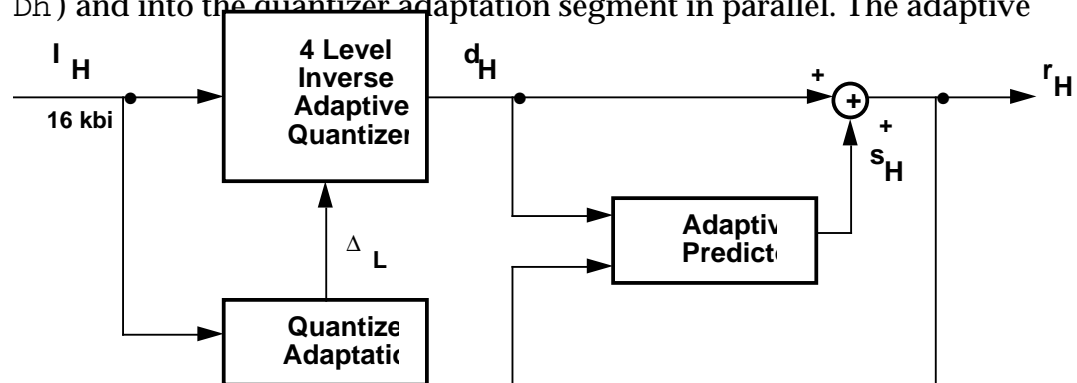 Dh) and into the quantizer adaptation segment in parallel. The adaptive
I H
16 kbi
4 Level
Inverse
Adaptive
Quantizer
d H
+
+
r H
+
s H
Adaptiv
Predict
Δ L
Quantize
Adaptati